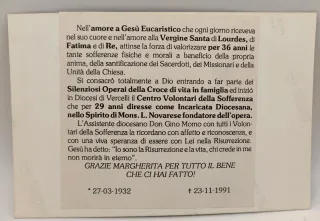 Nell'amore a Gesù Eucaristico che ogni giorno riceveva
nel suo cuore e nell'amore alla Vergine Santa di Lourdes, di
Fatima e di Re, attinse la forza di valorizzare per 36 anni le
tante sofferenze fisiche e morali a beneficio della propria
anima, della santificazione dei Sacerdoti, dei Missionari e della
Unità della Chiesa.
Si consacrò totalmente a Dio entrando a far parte dei
Silenziosi Operai della Croce di vita in famiglia ed iniziò
in Diocesi di Vercelli il Centro Volontari della Sofferenza
che per 29 anni diresse come Incaricata Diocesana,
nello Spirito di Mons. L. Novarese fondatore dell'opera.
L'Assistente diocesano Don Gino Momo con tutti i Volon-
tari della Sofferenza la ricordano con affetto e riconoscenza, e
con una viva speranza di essere con Lei nella Risurrezione.
Gesù ha detto: "Io sono la Risurrezione e la vita, chi crede in me
non morirà in eterno".
GRAZIE MARGHERITA PER TUTTO IL BENE
CHE CI HAI FATTO!
* 27-03-1932 † 23-11-1991